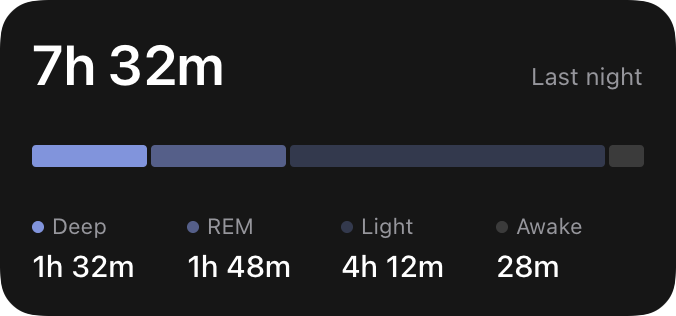 7h 32m
Last night
Deep
REM
Light
Awake
1h 32m
1h 48m
4h 12m
28m